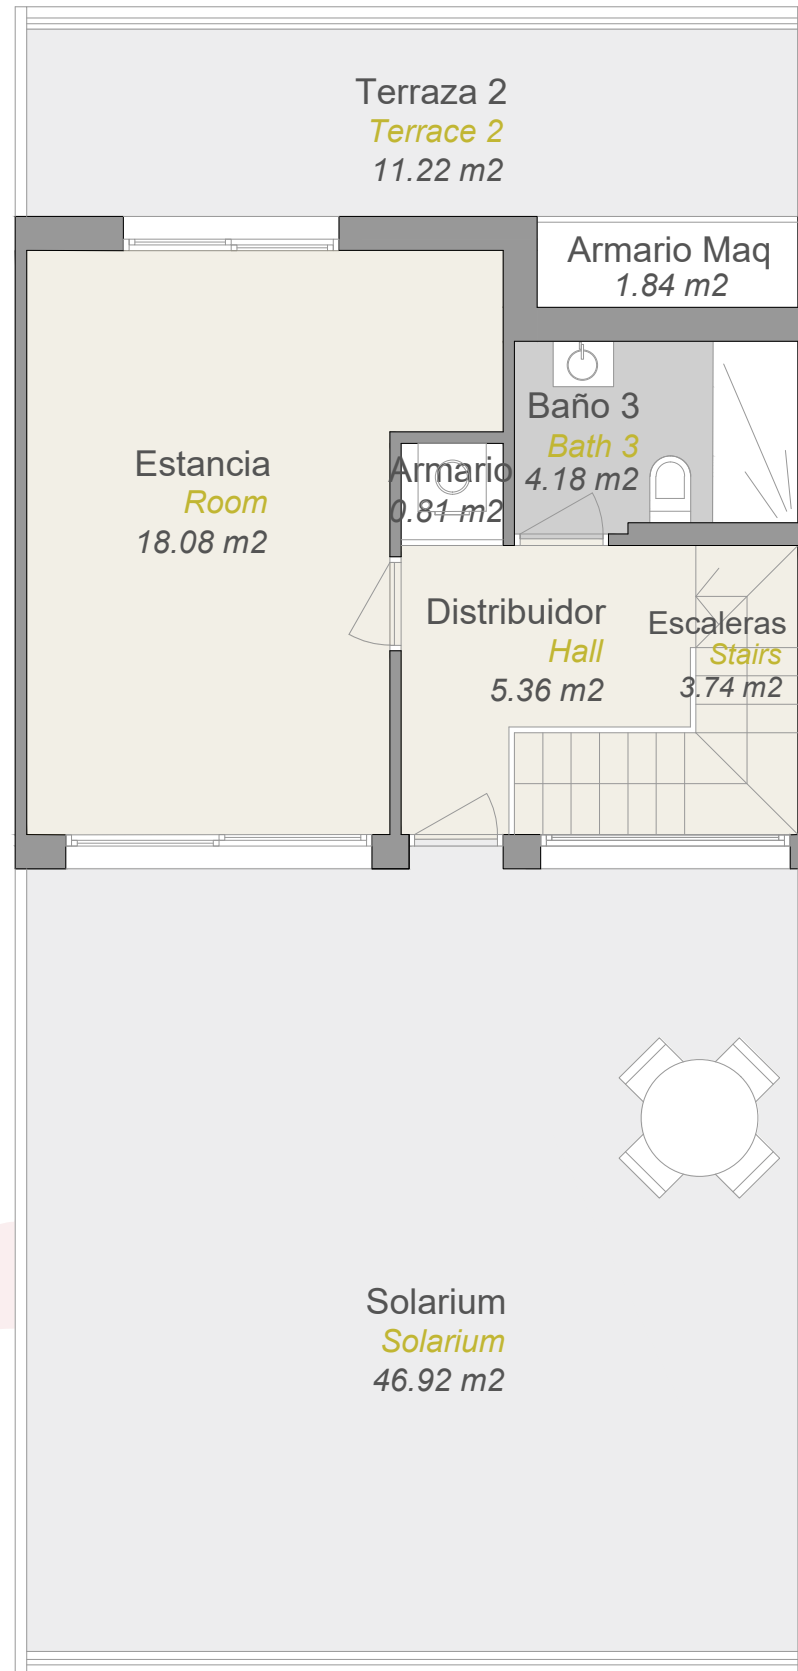 Terraza 2
Terrace 2
11.22 m2
Armario Maq
1.84 m2
Baño 3
Bath 3
4.18 m2
Estancia
Room
18.08 m2
Armario
0.81 m2
Distribuidor
Hall
5.36 m2
Escaleras
Stairs
3.74 m2
Solarium
Solarium
46.92 m2